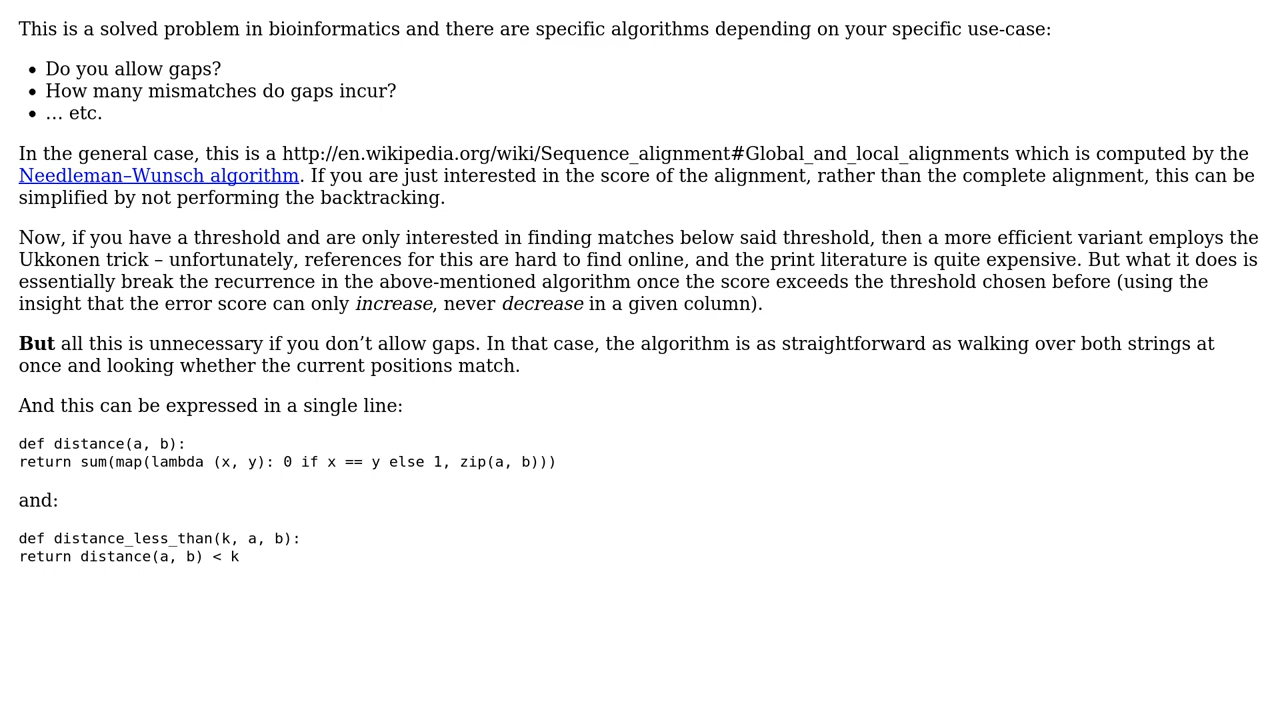 This is a solved problem in bioinformatics and there are specific algorithms depending on your specific use-case:
• Do you allow gaps?
• How many mismatches do gaps incur?
• … etc.
In the general case, this is a http://en.wikipedia.org/wiki/Sequence_alignment#Global_and_local_alignments which is computed by the
Needleman–Wunsch algorithm. If you are just interested in the score of the alignment, rather than the complete alignment, this can be
simplified by not performing the backtracking.
Now, if you have a threshold and are only interested in finding matches below said threshold, then a more efficient variant employs the
Ukkonen trick – unfortunately, references for this are hard to find online, and the print literature is quite expensive. But what it does is
essentially break the recurrence in the above-mentioned algorithm once the score exceeds the threshold chosen before (using the
insight that the error score can only increase, never decrease in a given column).
But all this is unnecessary if you don’t allow gaps. In that case, the algorithm is as straightforward as walking over both strings at
once and looking whether the current positions match.
And this can be expressed in a single line:
def distance(a, b):
return sum(map(lambda (x, y): 0 if x == y else 1, zip(a, b)))
and:
def distance_less_than(k, a, b):
return distance(a, b) < k